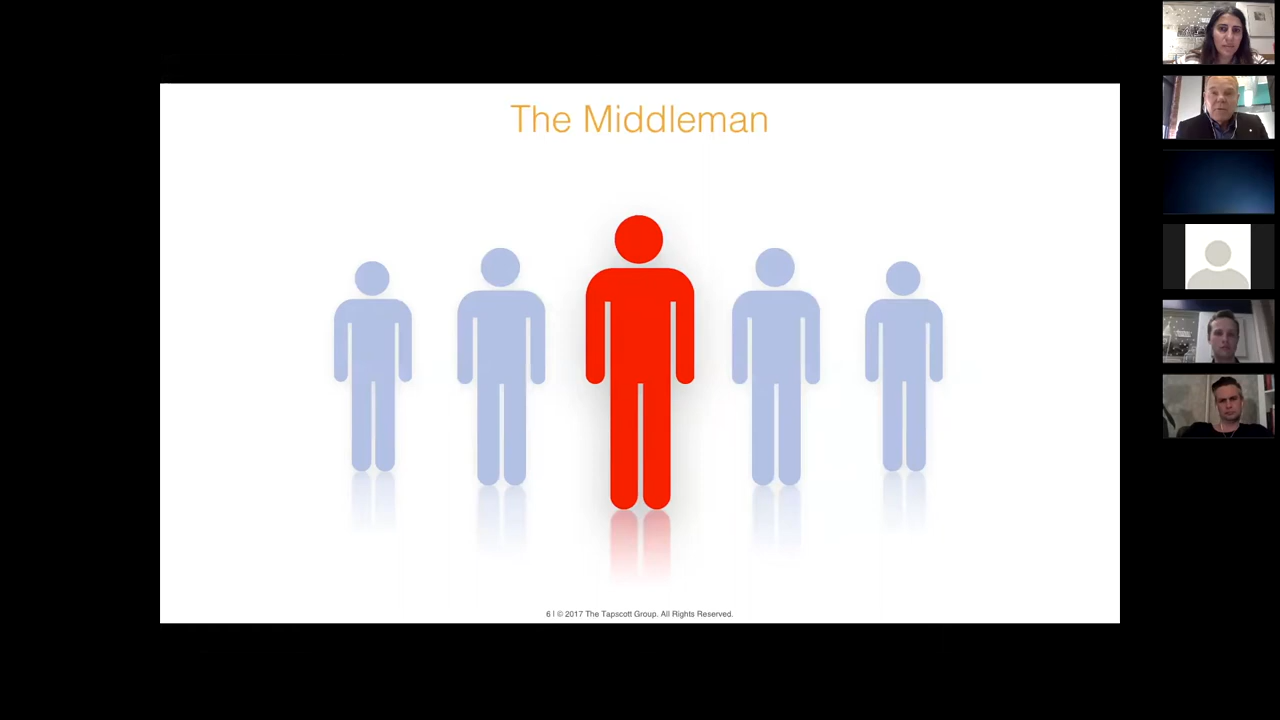 The Middleman
6 | © 2017 The Tapscott Group. All Rights Reserved.